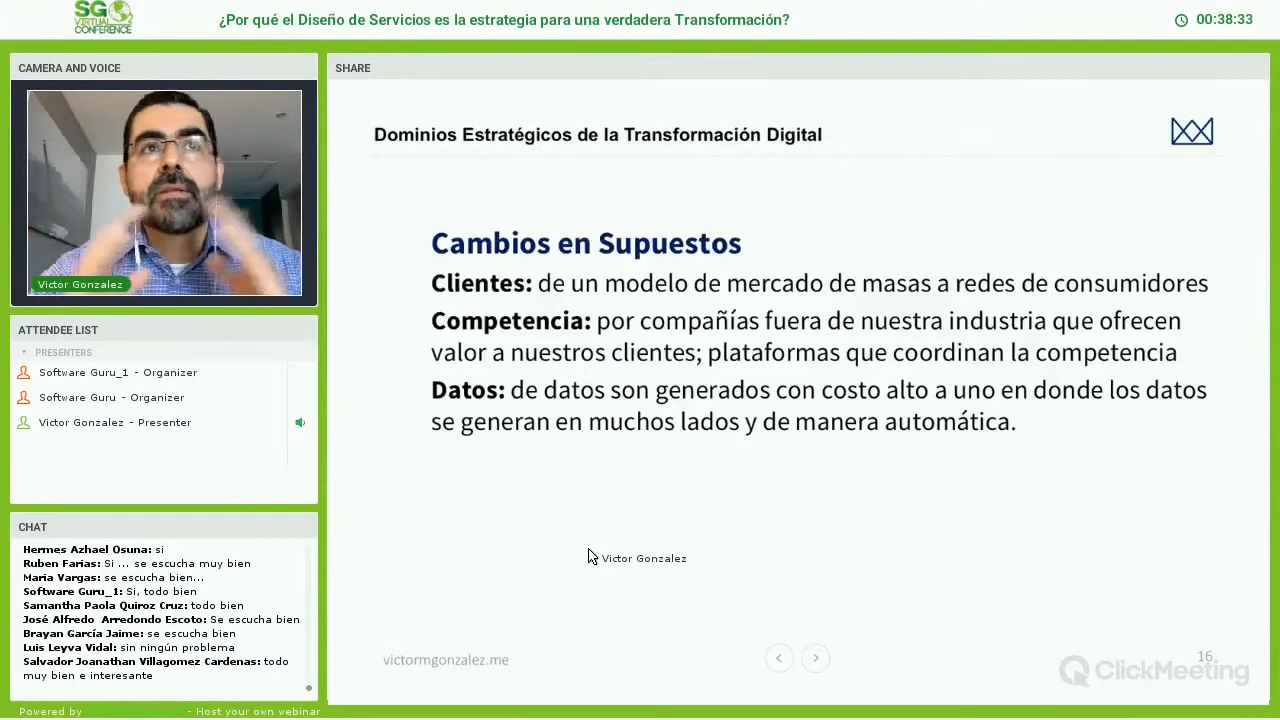 SG
VIRTUAL
CONFERENCE
¿Por qué el Diseño de Servicios es la estrategia para una verdadera Transformación?
00:38:33
CAMERA AND VOICE
Victor Gonzalez
ATTENDEE LIST
PRESENTERS
Software Guru_1 - Organizer
Software Guru - Organizer
Victor Gonzalez - Presenter
CHAT
Hermes Azhael Osuna: si
Ruben Farias: Si ... se escucha muy bien
Maria Vargas: se escucha bien...
Software Guru_1: Si, todo bien
Samantha Paola Quiroz Cruz: todo bien
José Alfredo Arredondo Escoto: Se escucha bien
Brayan García Jaime: se escucha bien
Luis Leyva Vidal: sin ningún problema
Salvador Joanathan Villagomez Cardenas: todo
muy bien e interesante
Powered by - Host your own webinar
SHARE
Dominios Estratégicos de la Transformación Digital
Cambios en Supuestos
Clientes: de un modelo de mercado de masas a redes de consumidores
Competencia: por compañías fuera de nuestra industria que ofrecen
valor a nuestros clientes; plataformas que coordinan la competencia
Datos: de datos son generados con costo alto a uno en donde los datos
se generan en muchos lados y de manera automática.
Victor Gonzalez
victormgonzalez.me
16
ClickMeeting